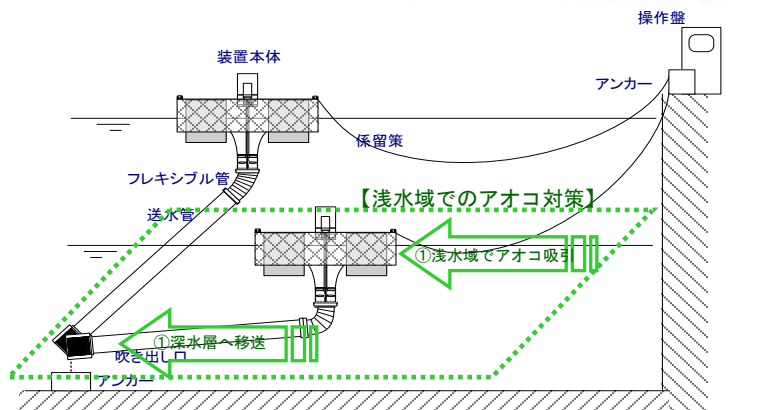 操作盤
装置本体
アンカー
係留策
フレキシブル管
【浅水域でのアオコ対策】
送水管
①浅水域でアオコ吸引
①深水層へ移送
吹き出し口
アンカー